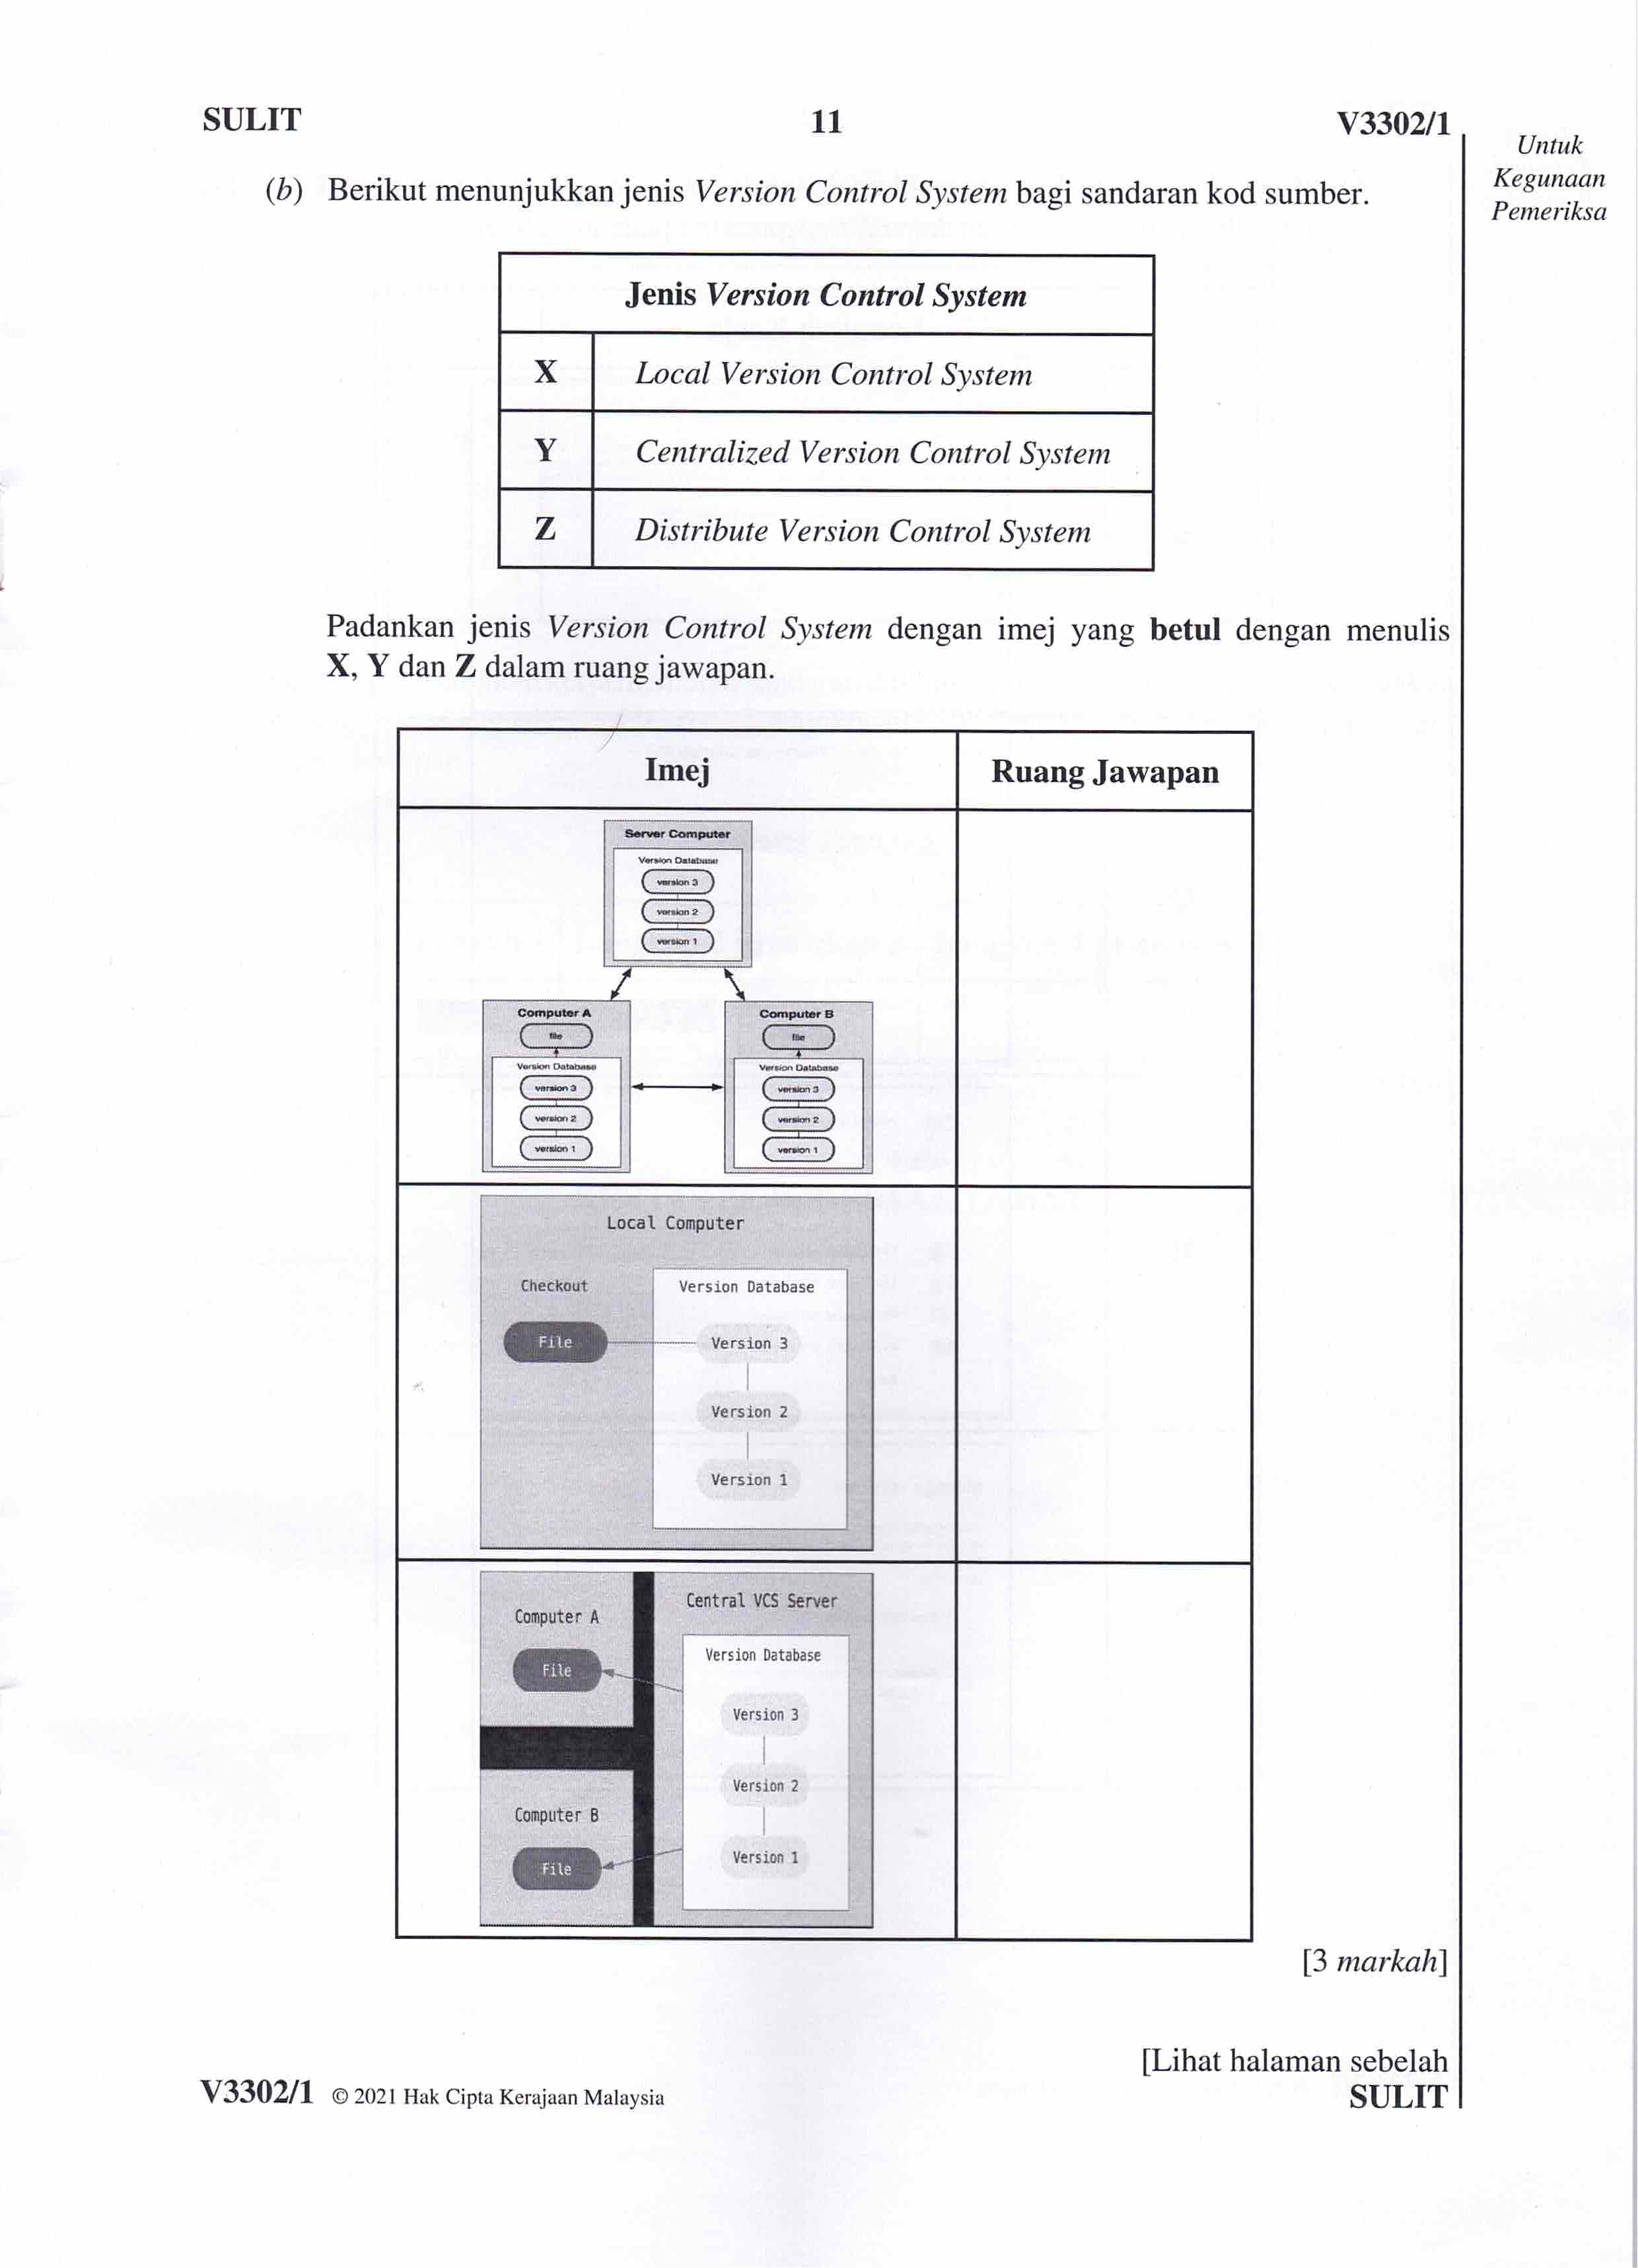 SULIT
11
V3302/1
Untuk
Kegunaan
Pemeriksa
(b) Berikut menunjukkan jenis Version Control System bagi sandaran kod sumber.
Jenis Version Control System
X Local Version Control System
Y Centralized Version Control System
Z Distribute Version Control System
Padankan jenis Version Control System dengan imej yang betul dengan menulis
X, Y dan Z dalam ruang jawapan.
Imej Ruang Jawapan
Server Computer
Version Database
version 3
version 2
version 1
Computer A
file
Version Database
version 3
version 2
version 1
Computer B
file
Version Database
version 3
version 2
version 1
Local Computer
Checkout
File
Version Database
Version 3
Version 2
Version 1
Computer A
File
Computer B
File
Central VCS Server
Version Database
Version 3
Version 2
Version 1
[3 markah]
[Lihat halaman sebelah
V3302/1 © 2021 Hak Cipta Kerajaan Malaysia
SULIT